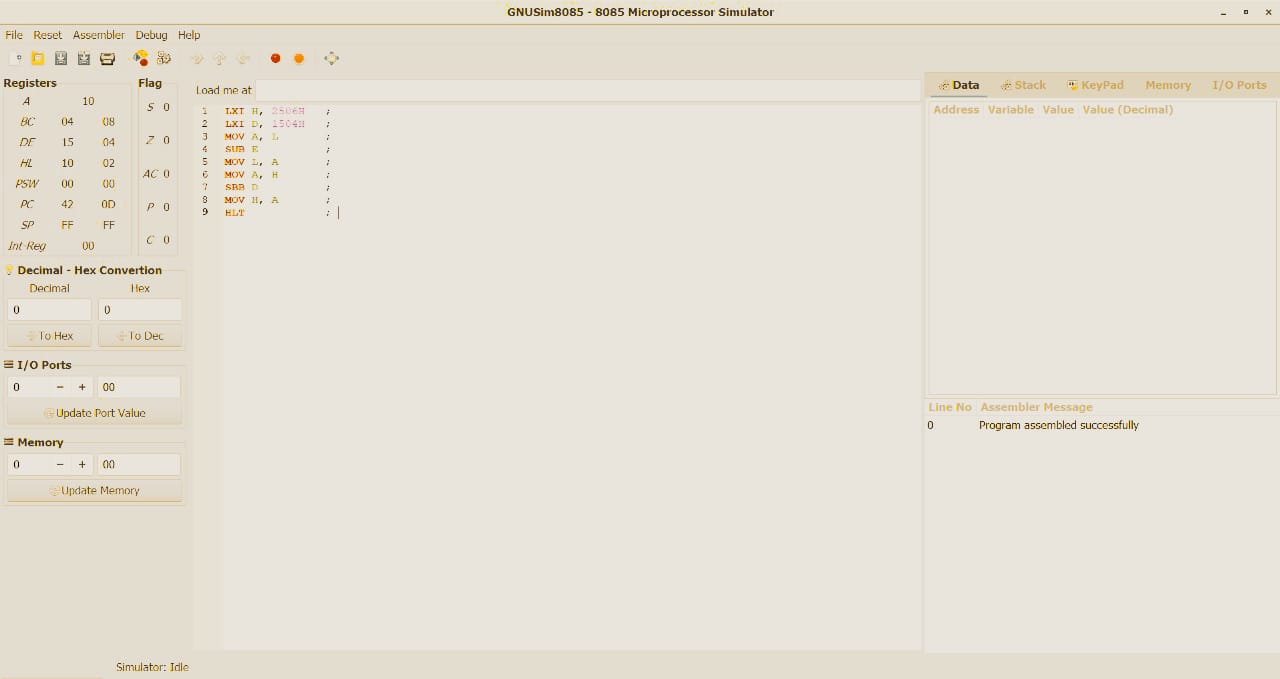 GNUSim8085 - 8085 Microprocessor Simulator
File Reset Assembler Debug Help
Registers
A 10
BC 04 08
DE 15 04
HL 10 02
PSW 00 00
PC 42 0D
SP FF FF
Int-Reg 00
Flag
S 0
Z 0
AC 0
P 0
C 0
Decimal - Hex Convertion
Decimal Hex
0 0
To Hex To Dec
I/O Ports
0 − + 00
Update Port Value
Memory
0 − + 00
Update Memory
Load me at
1 LXI H, 2506H ;
2 LXI D, 1504H ;
3 MOV A, L ;
4 SUB E ;
5 MOV L, A ;
6 MOV A, H ;
7 SBB D ;
8 MOV H, A ;
9 HLT ;
Data Stack KeyPad Memory I/O Ports
Address Variable Value Value (Decimal)
Line No Assembler Message
0 Program assembled successfully
Simulator: Idle